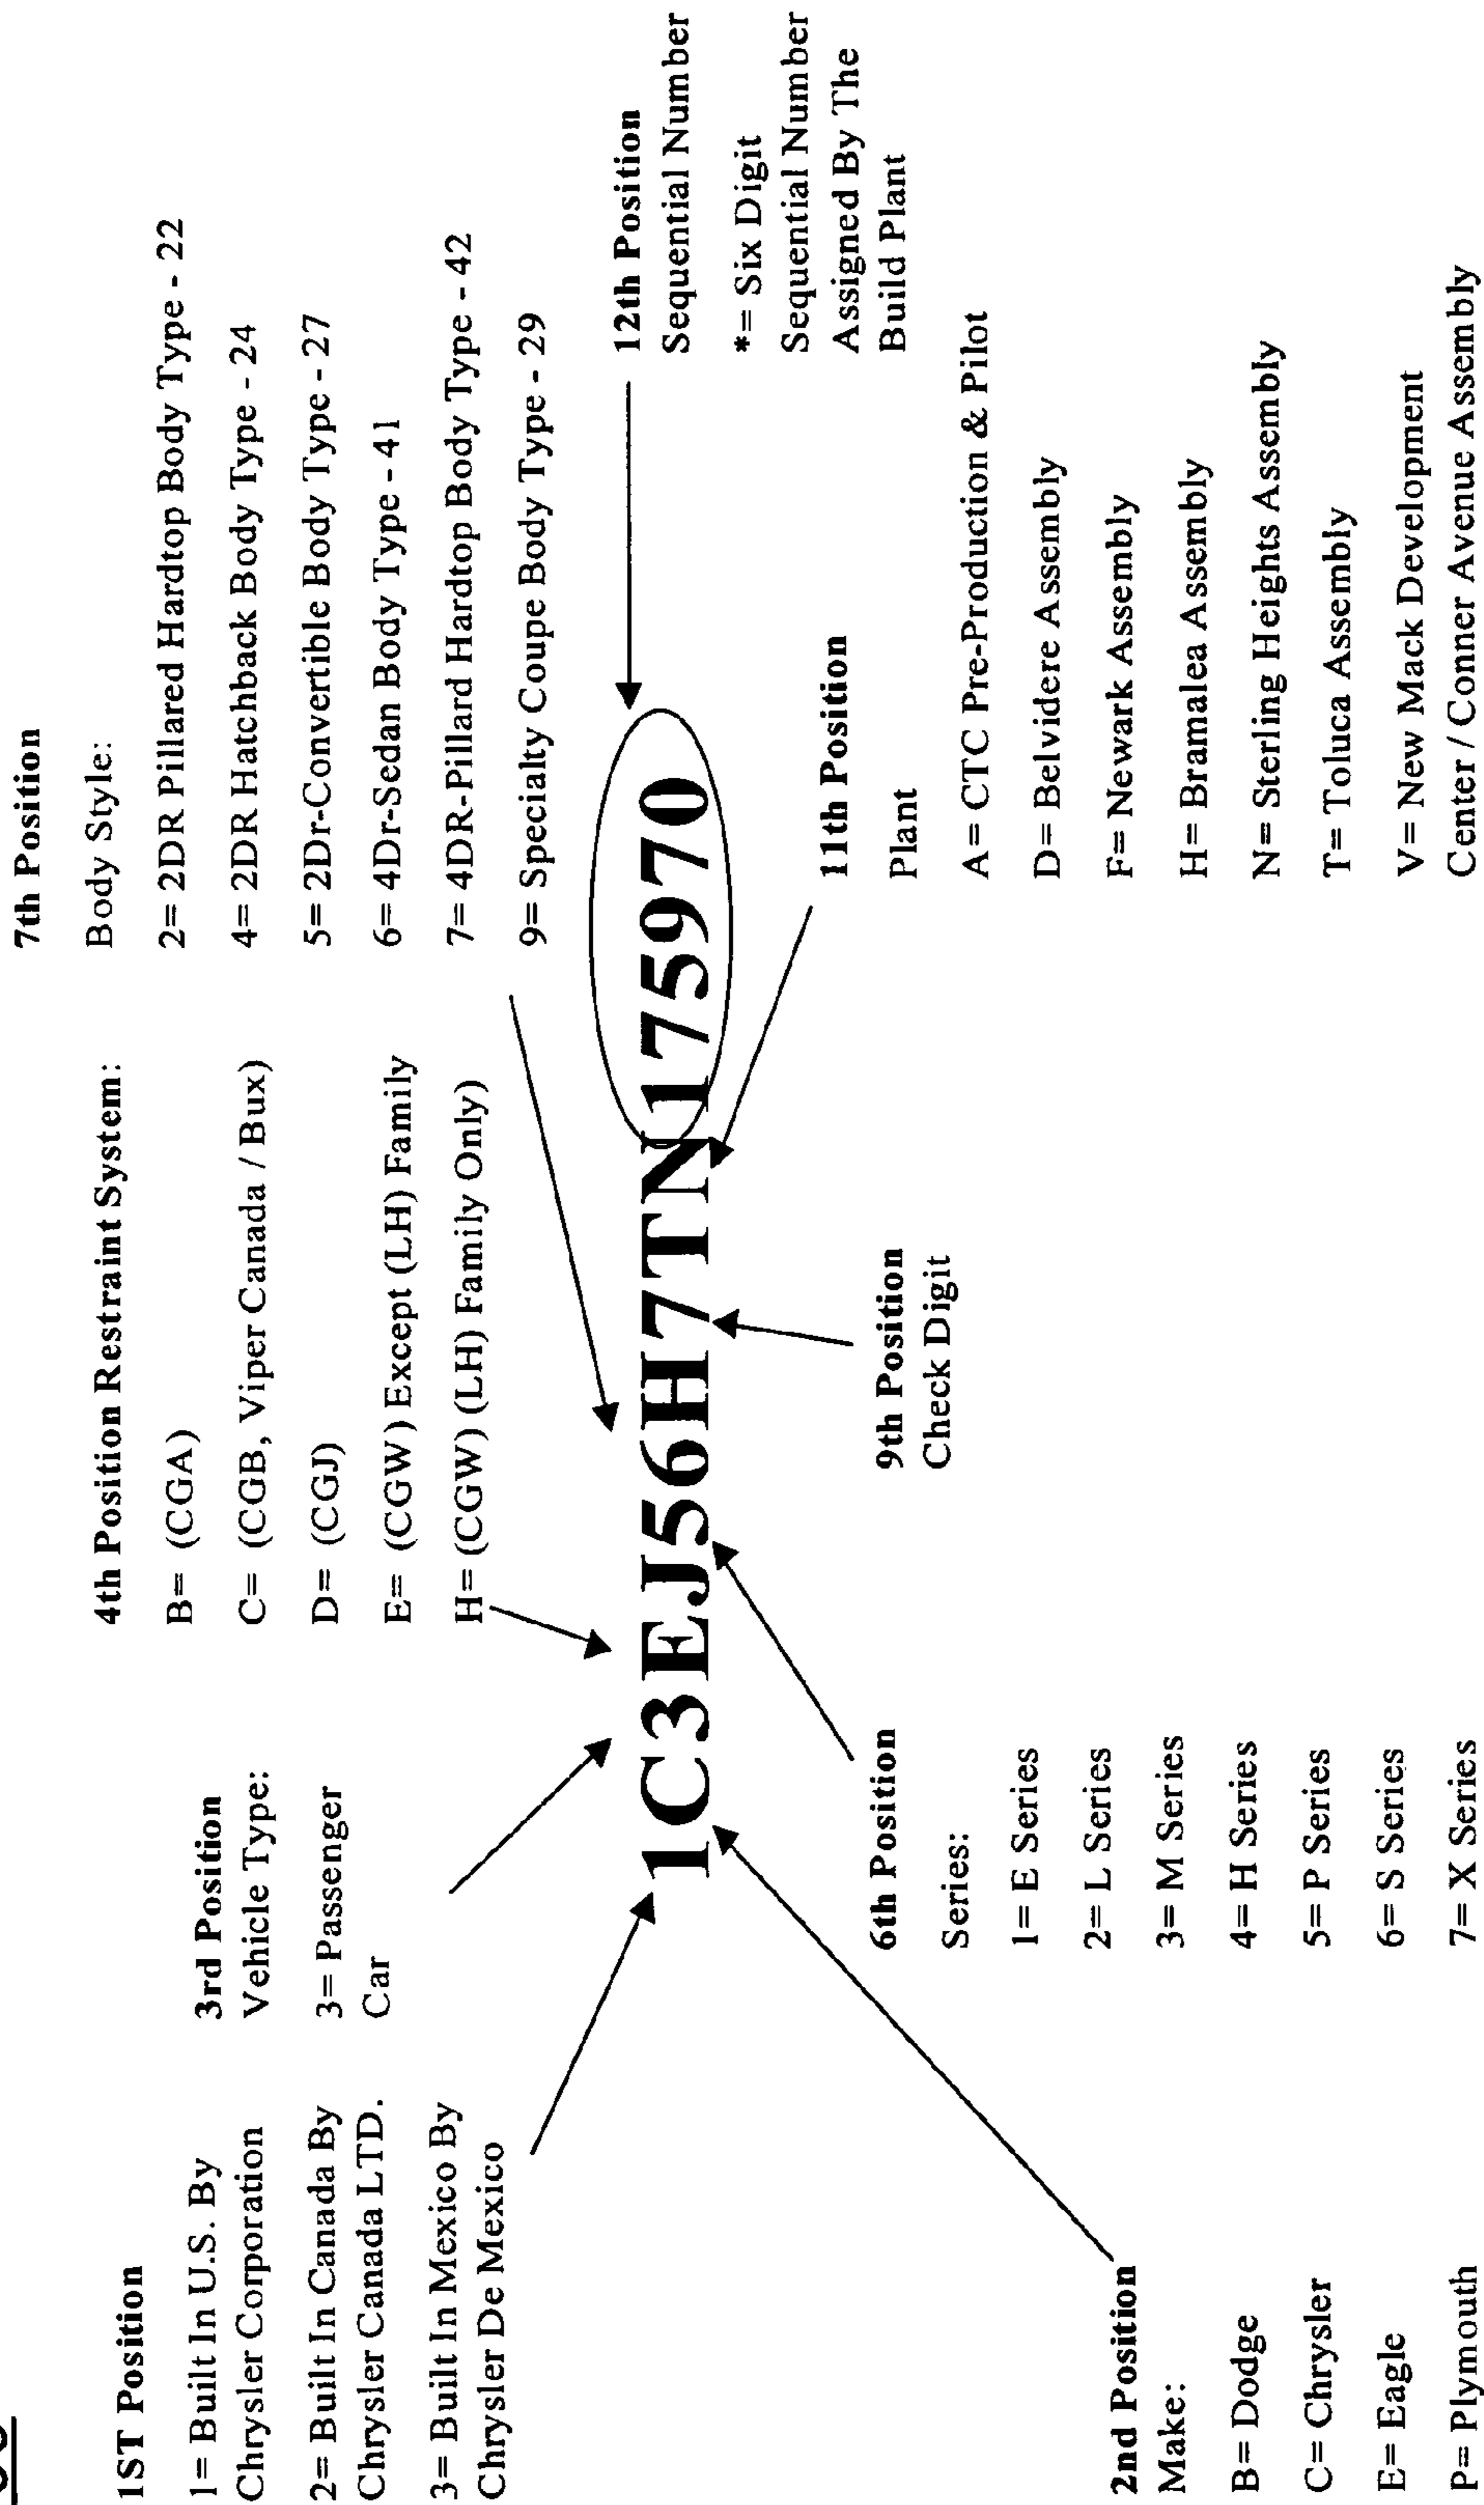 1ST Position
1= Built In U.S. By
Chrysler Corporation
2= Built In Canada By
Chrysler Canada LTD.
3= Built In Mexico By
Chrysler De Mexico
3rd Position
Vehicle Type:
3= Passenger
Car
4th Position Restraint System:
B= (CGA)
C= (CGB, Viper Canada / Bux)
D= (CGJ)
E= (CGW) Except (LH) Family
H= (CGW) (LH) Family Only)
7th Position
Body Style:
2= 2DR Pillared Hardtop Body Type - 22
4= 2DR Hatchback Body Type - 24
5= 2Dr-Convertible Body Type - 27
6= 4Dr-Sedan Body Type - 41
7= 4DR-Pillard Hardtop Body Type - 42
9= Specialty Coupe Body Type - 29
1C3EJ56H7TN175970
12th Position
Sequential Number
*= Six Digit
Sequential Number
Assigned By The
Build Plant
2nd Position
Make:
B= Dodge
C= Chrysler
E= Eagle
P= Plymouth
6th Position
Series:
1= E Series
2= L Series
3= M Series
4= H Series
5= P Series
6= S Series
7= X Series
9th Position
Check Digit
11th Position
Plant
A= CTC Pre-Production & Pilot
D= Belvidere Assembly
F= Newark Assembly
H= Bramalea Assembly
N= Sterling Heights Assembly
T= Toluca Assembly
V= New Mack Development
Center / Conner Avenue Assembly